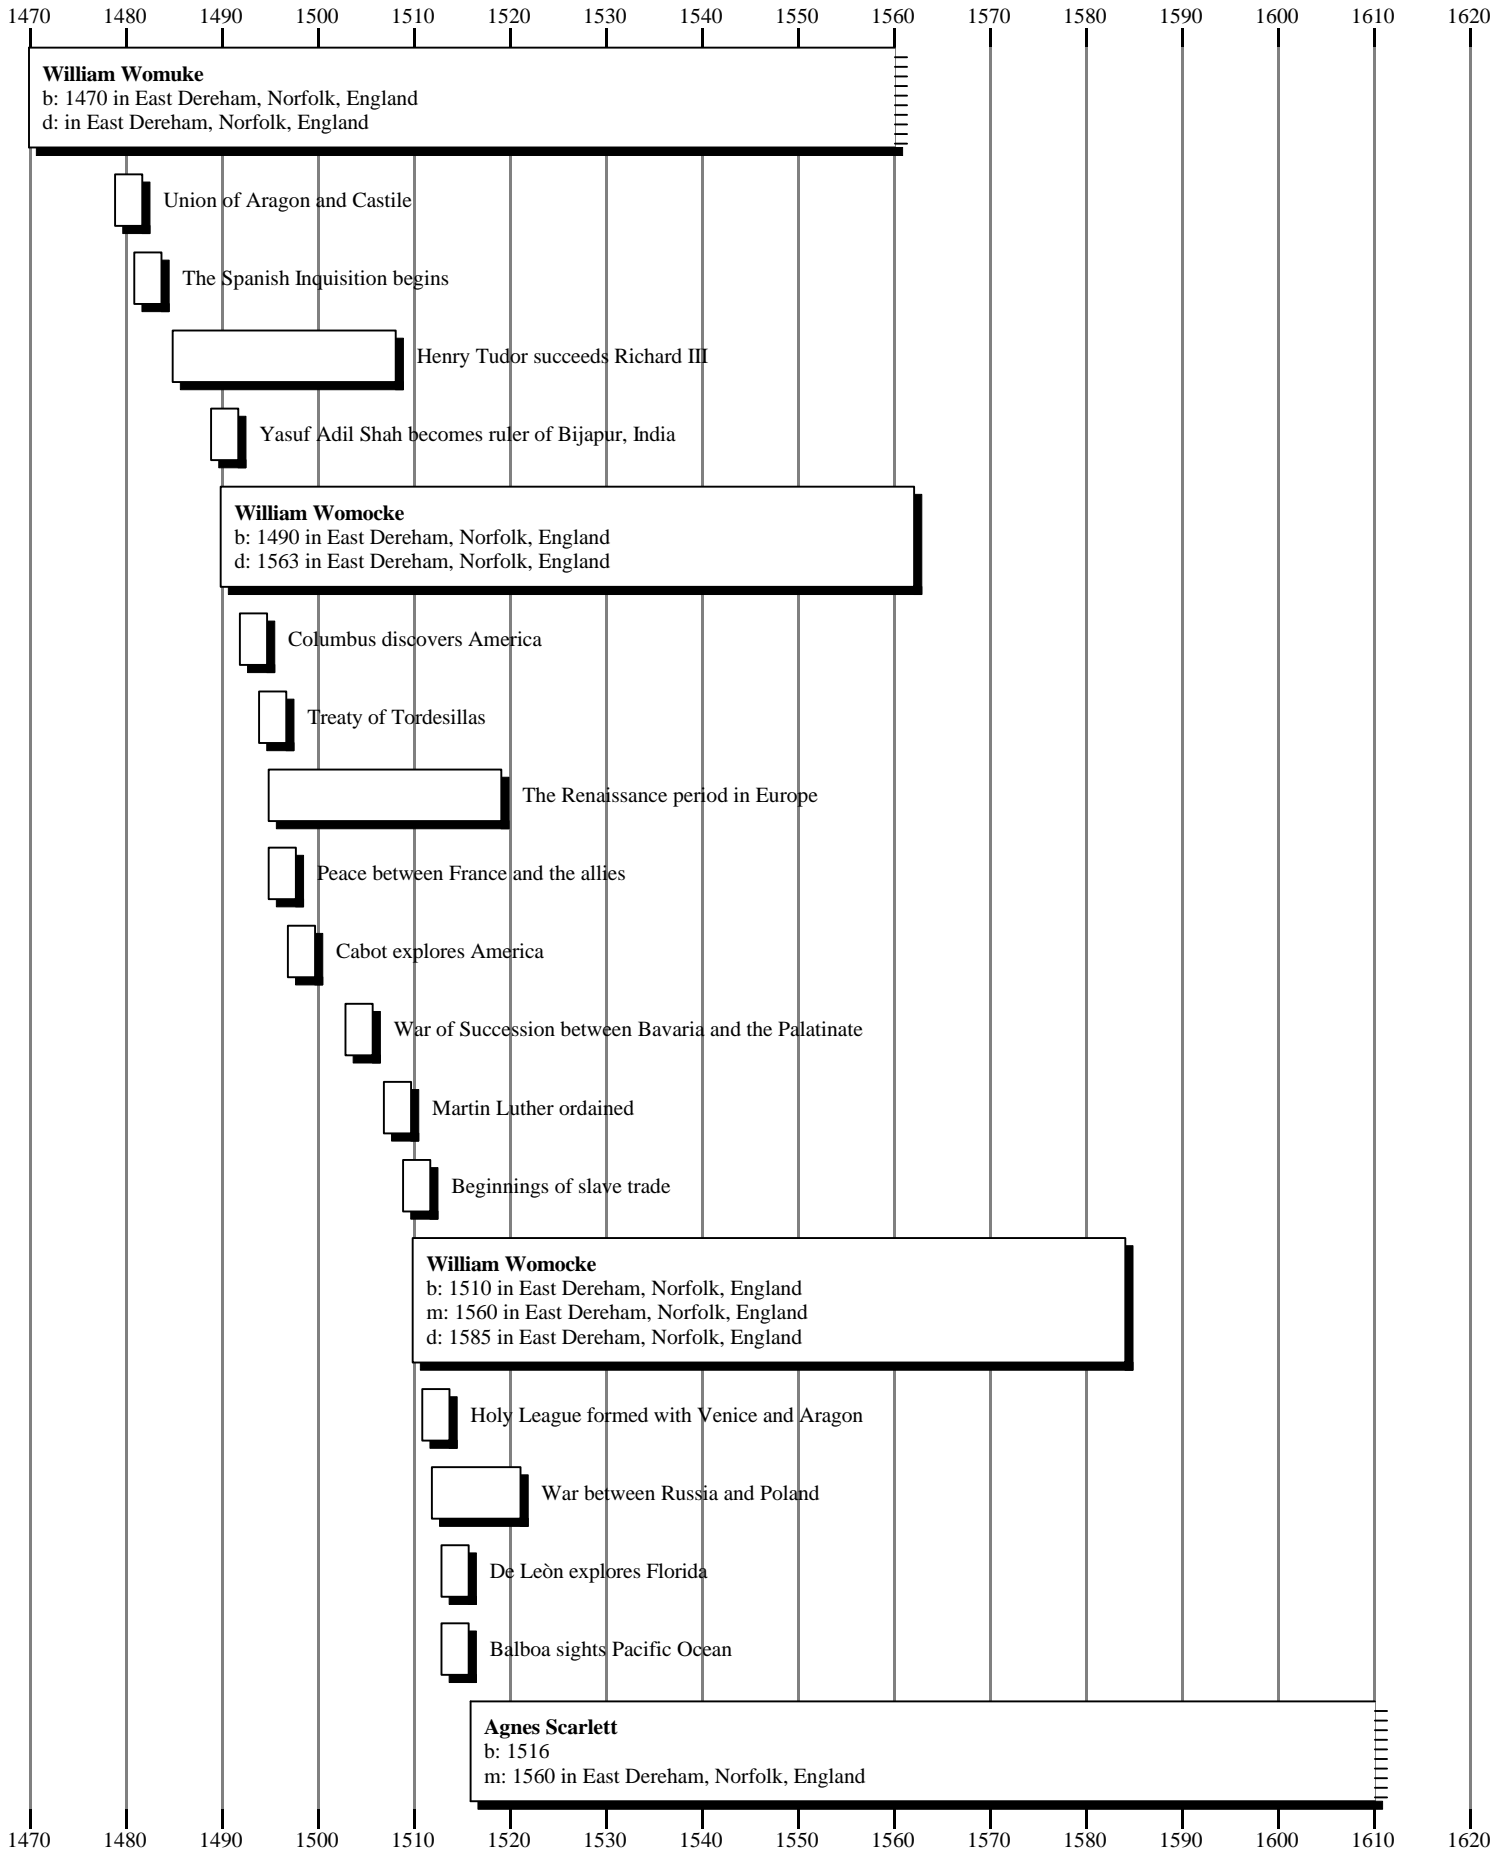 1470 1480 1490 1500 1510 1520 1530 1540 1550 1560 1570 1580 1590 1600 1610 1620
William Womuke
b: 1470 in East Dereham, Norfolk, England
d: in East Dereham, Norfolk, England
Union of Aragon and Castile
The Spanish Inquisition begins
Henry Tudor succeeds Richard III
Yasuf Adil Shah becomes ruler of Bijapur, India
William Womocke
b: 1490 in East Dereham, Norfolk, England
d: 1563 in East Dereham, Norfolk, England
Columbus discovers America
Treaty of Tordesillas
The Renaissance period in Europe
Peace between France and the allies
Cabot explores America
War of Succession between Bavaria and the Palatinate
Martin Luther ordained
Beginnings of slave trade
William Womocke
b: 1510 in East Dereham, Norfolk, England
m: 1560 in East Dereham, Norfolk, England
d: 1585 in East Dereham, Norfolk, England
Holy League formed with Venice and Aragon
War between Russia and Poland
De Leòn explores Florida
Balboa sights Pacific Ocean
Agnes Scarlett
b: 1516
m: 1560 in East Dereham, Norfolk, England
1470 1480 1490 1500 1510 1520 1530 1540 1550 1560 1570 1580 1590 1600 1610 1620